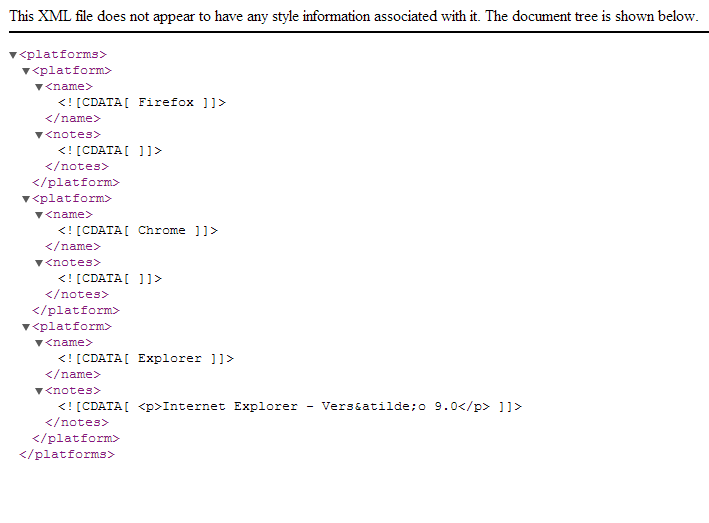 This XML file does not appear to have any style information associated with it. The document tree is shown below.
▼<platforms>
▼<platform>
▼<name>
<![CDATA[ Firefox ]]>
</name>
▼<notes>
<![CDATA[ ]]>
</notes>
</platform>
▼<platform>
▼<name>
<![CDATA[ Chrome ]]>
</name>
▼<notes>
<![CDATA[ ]]>
</notes>
</platform>
▼<platform>
▼<name>
<![CDATA[ Explorer ]]>
</name>
▼<notes>
<![CDATA[ <p>Internet Explorer - Vers&atilde;o 9.0</p> ]]>
</notes>
</platform>
</platforms>